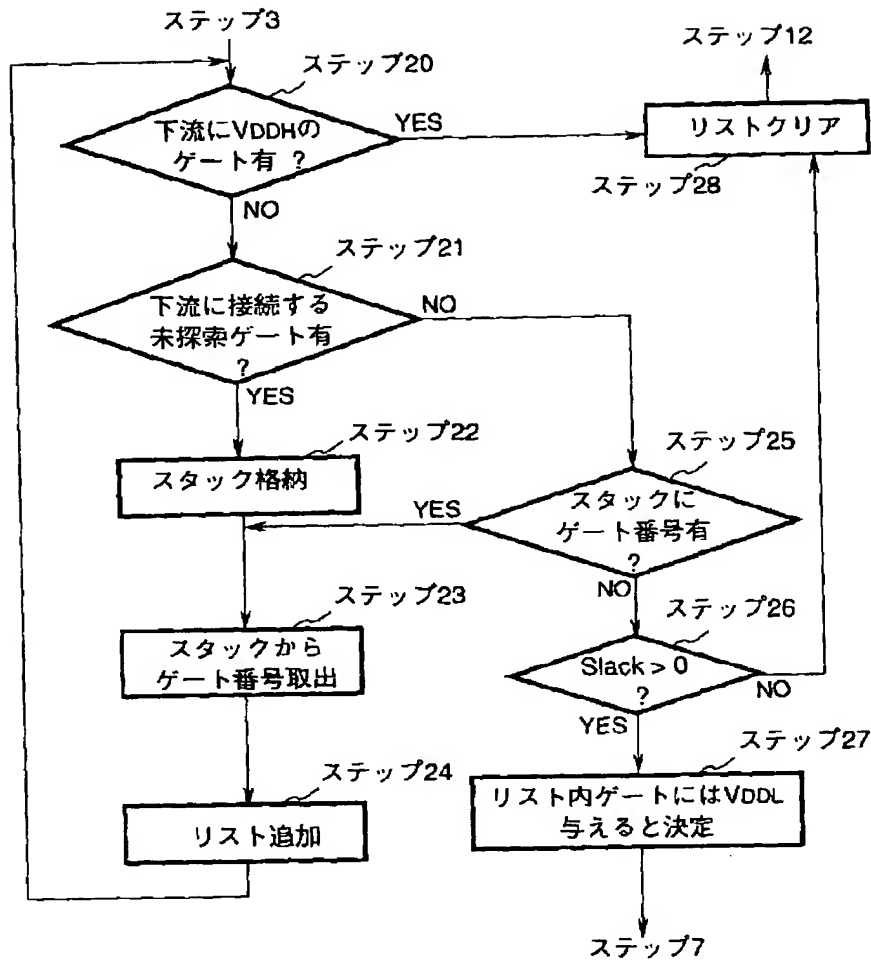 ステップ3
ステップ12
ステップ20
下流にVDDHの
ゲート有 ?
YES
リストクリア
ステップ28
NO
ステップ21
下流に接続する
未探索ゲート有
?
NO
YES
ステップ22
スタック格納
ステップ25
スタックに
ゲート番号有
?
YES
NO
ステップ23
スタックから
ゲート番号取出
ステップ26
Slack > 0
?
NO
YES
ステップ24
リスト追加
ステップ27
リスト内ゲートにはVDDL
与えると決定
ステップ7